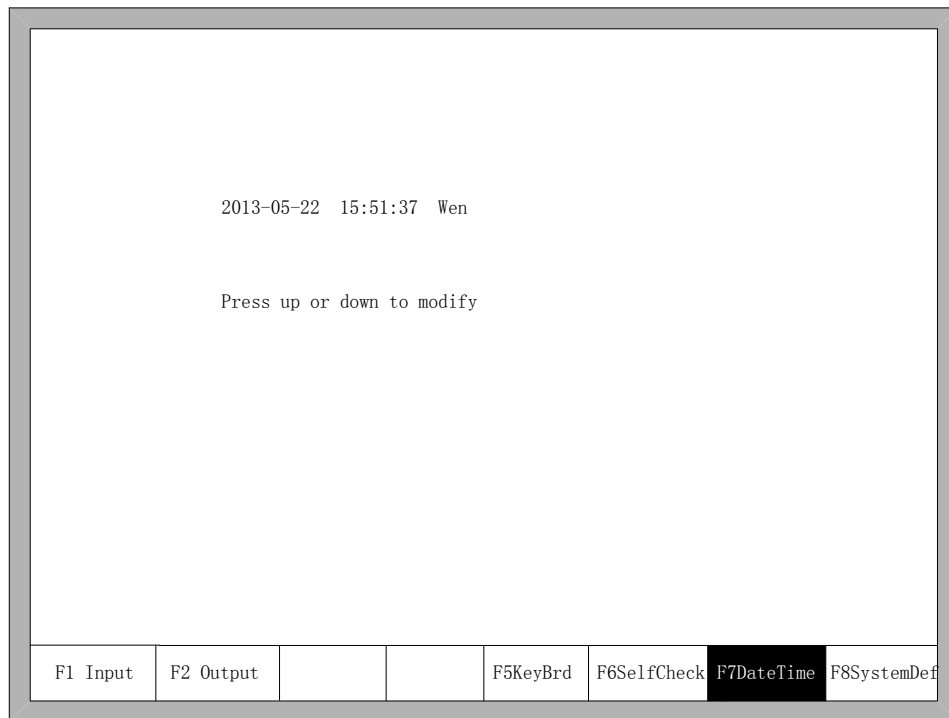 2013-05-22 15:51:37 Wen
Press up or down to modify
F1 Input F2 Output F5KeyBrd F6SelfCheck F7DateTime F8SystemDef